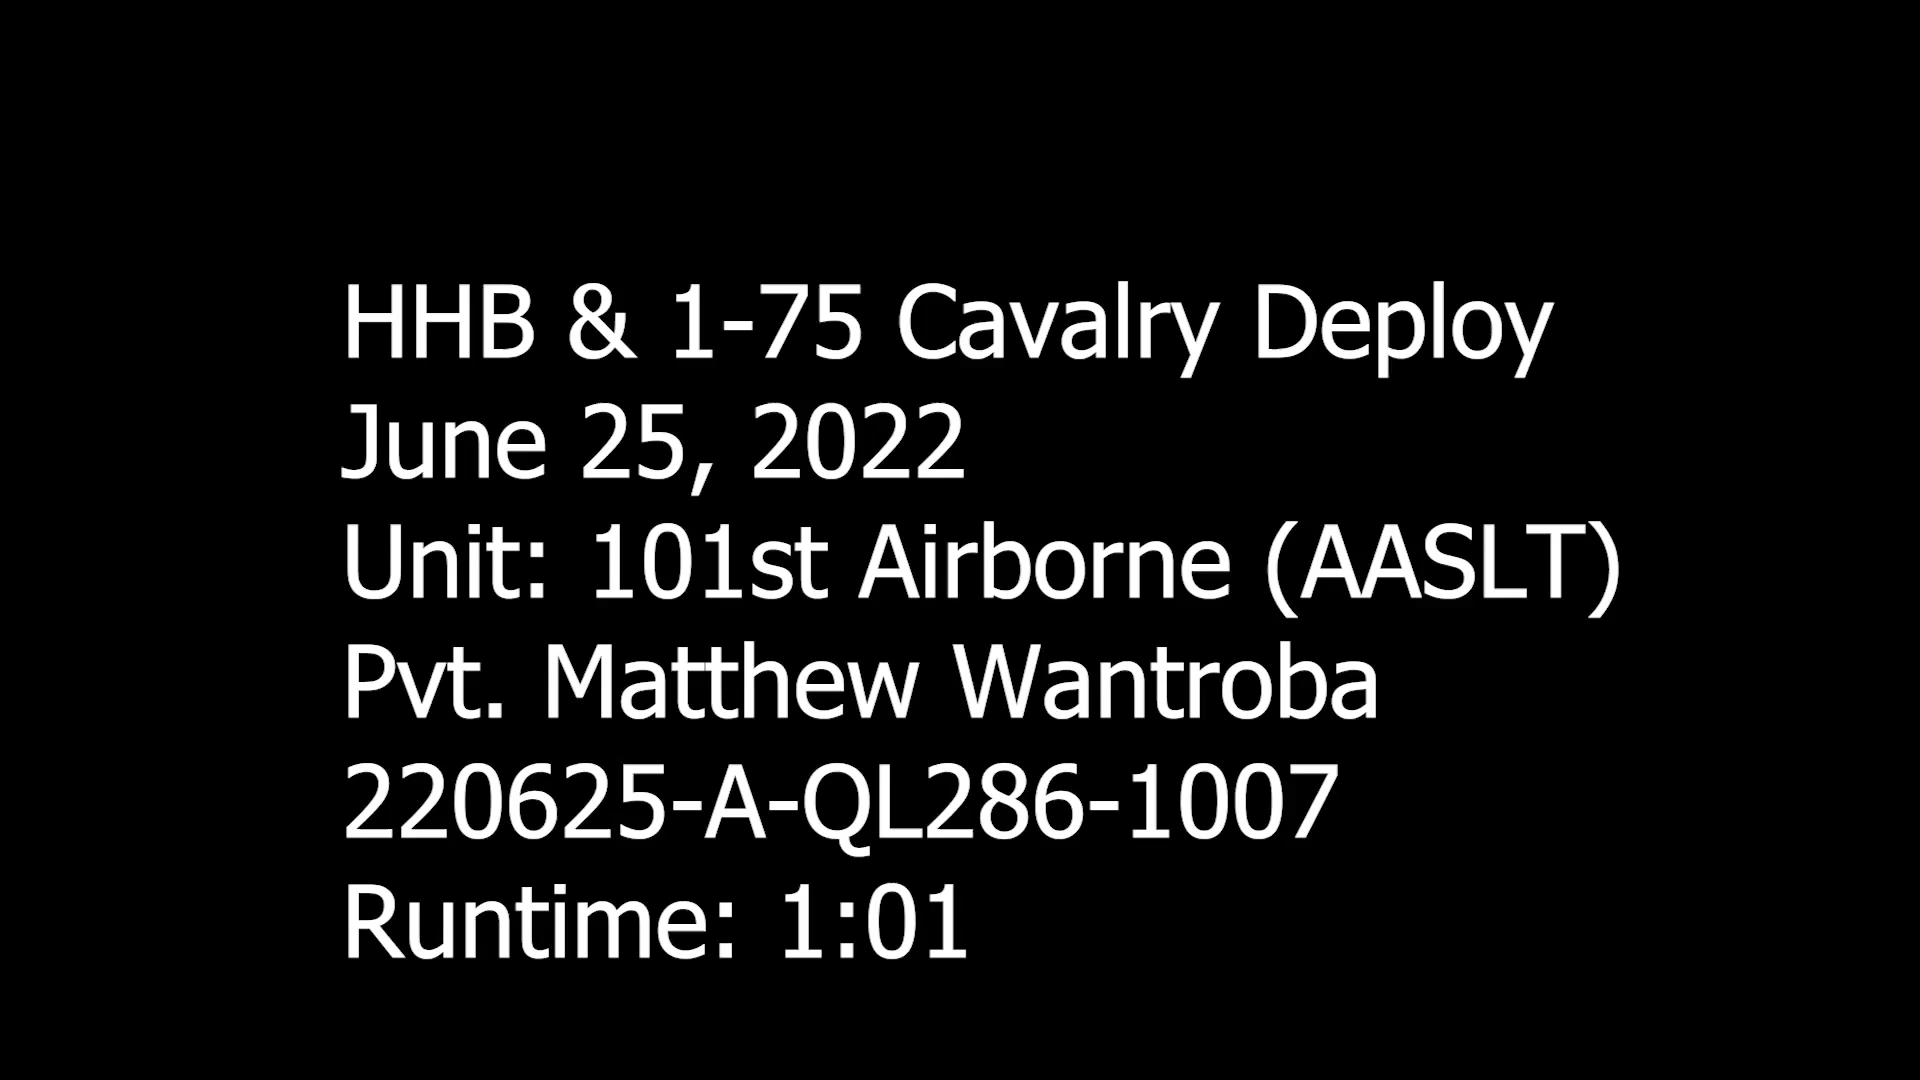 HHB & 1-75 Cavalry Deploy
June 25, 2022
Unit: 101st Airborne (AASLT)
Pvt. Matthew Wantroba
220625-A-QL286-1007
Runtime: 1:01